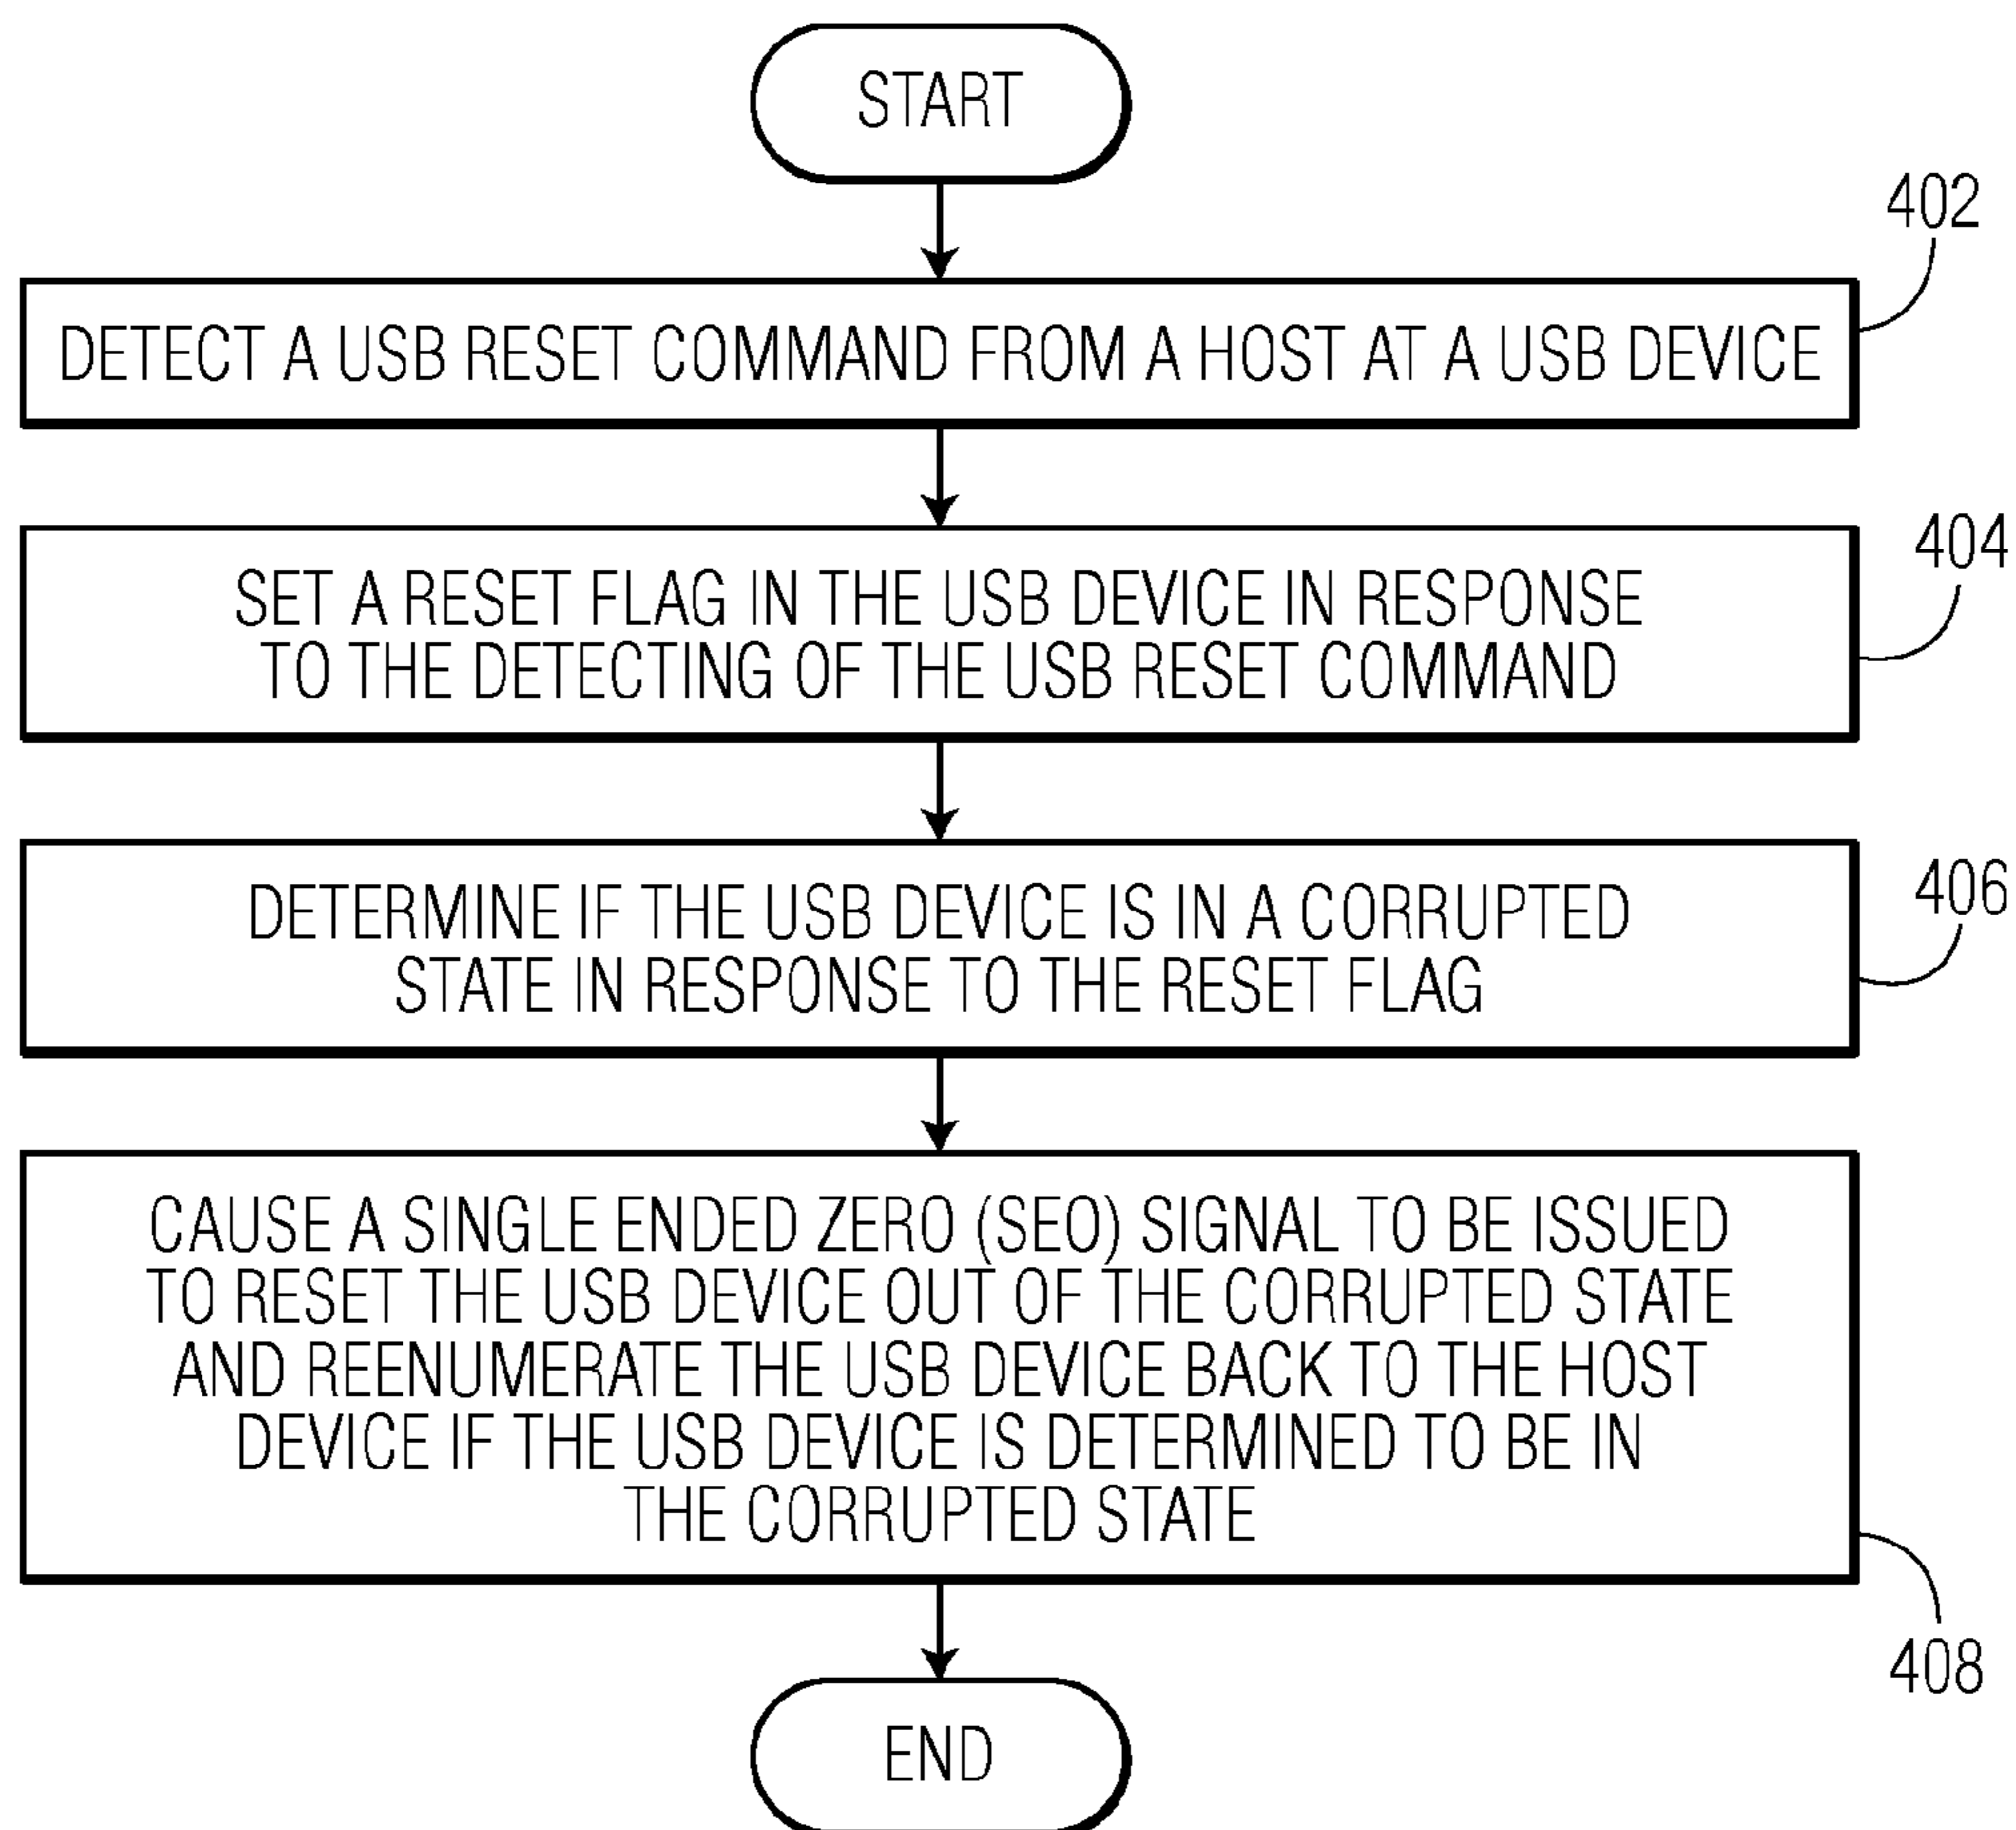 START
402
DETECT A USB RESET COMMAND FROM A HOST AT A USB DEVICE
404
SET A RESET FLAG IN THE USB DEVICE IN RESPONSE
TO THE DETECTING OF THE USB RESET COMMAND
406
DETERMINE IF THE USB DEVICE IS IN A CORRUPTED
STATE IN RESPONSE TO THE RESET FLAG
CAUSE A SINGLE ENDED ZERO (SE0) SIGNAL TO BE ISSUED
TO RESET THE USB DEVICE OUT OF THE CORRUPTED STATE
AND REENUMERATE THE USB DEVICE BACK TO THE HOST
DEVICE IF THE USB DEVICE IS DETERMINED TO BE IN
THE CORRUPTED STATE
408
END